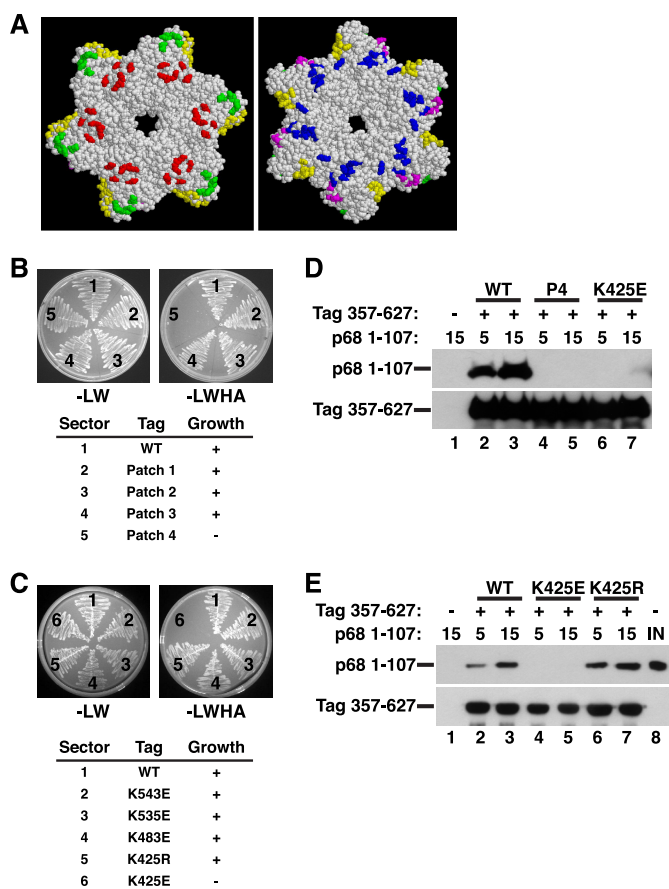 A
B
1
2
3
4
5
-LW
1
2
3
4
5
-LWHA
Sector Tag Growth
1 WT +
2 Patch 1 +
3 Patch 2 +
4 Patch 3 +
5 Patch 4 -
C
1
2
3
4
5
6
-LW
1
2
3
4
5
6
-LWHA
Sector Tag Growth
1 WT +
2 K543E +
3 K535E +
4 K483E +
5 K425R +
6 K425E -
D
WT P4 K425E
Tag 357-627: - + + + + + +
p68 1-107: 15 5 15 5 15 5 15
p68 1-107
Tag 357-627
1 2 3 4 5 6 7
E
WT K425E K425R
Tag 357-627: - + + + + + + -
p68 1-107: 15 5 15 5 15 5 15 IN
p68 1-107
Tag 357-627
1 2 3 4 5 6 7 8